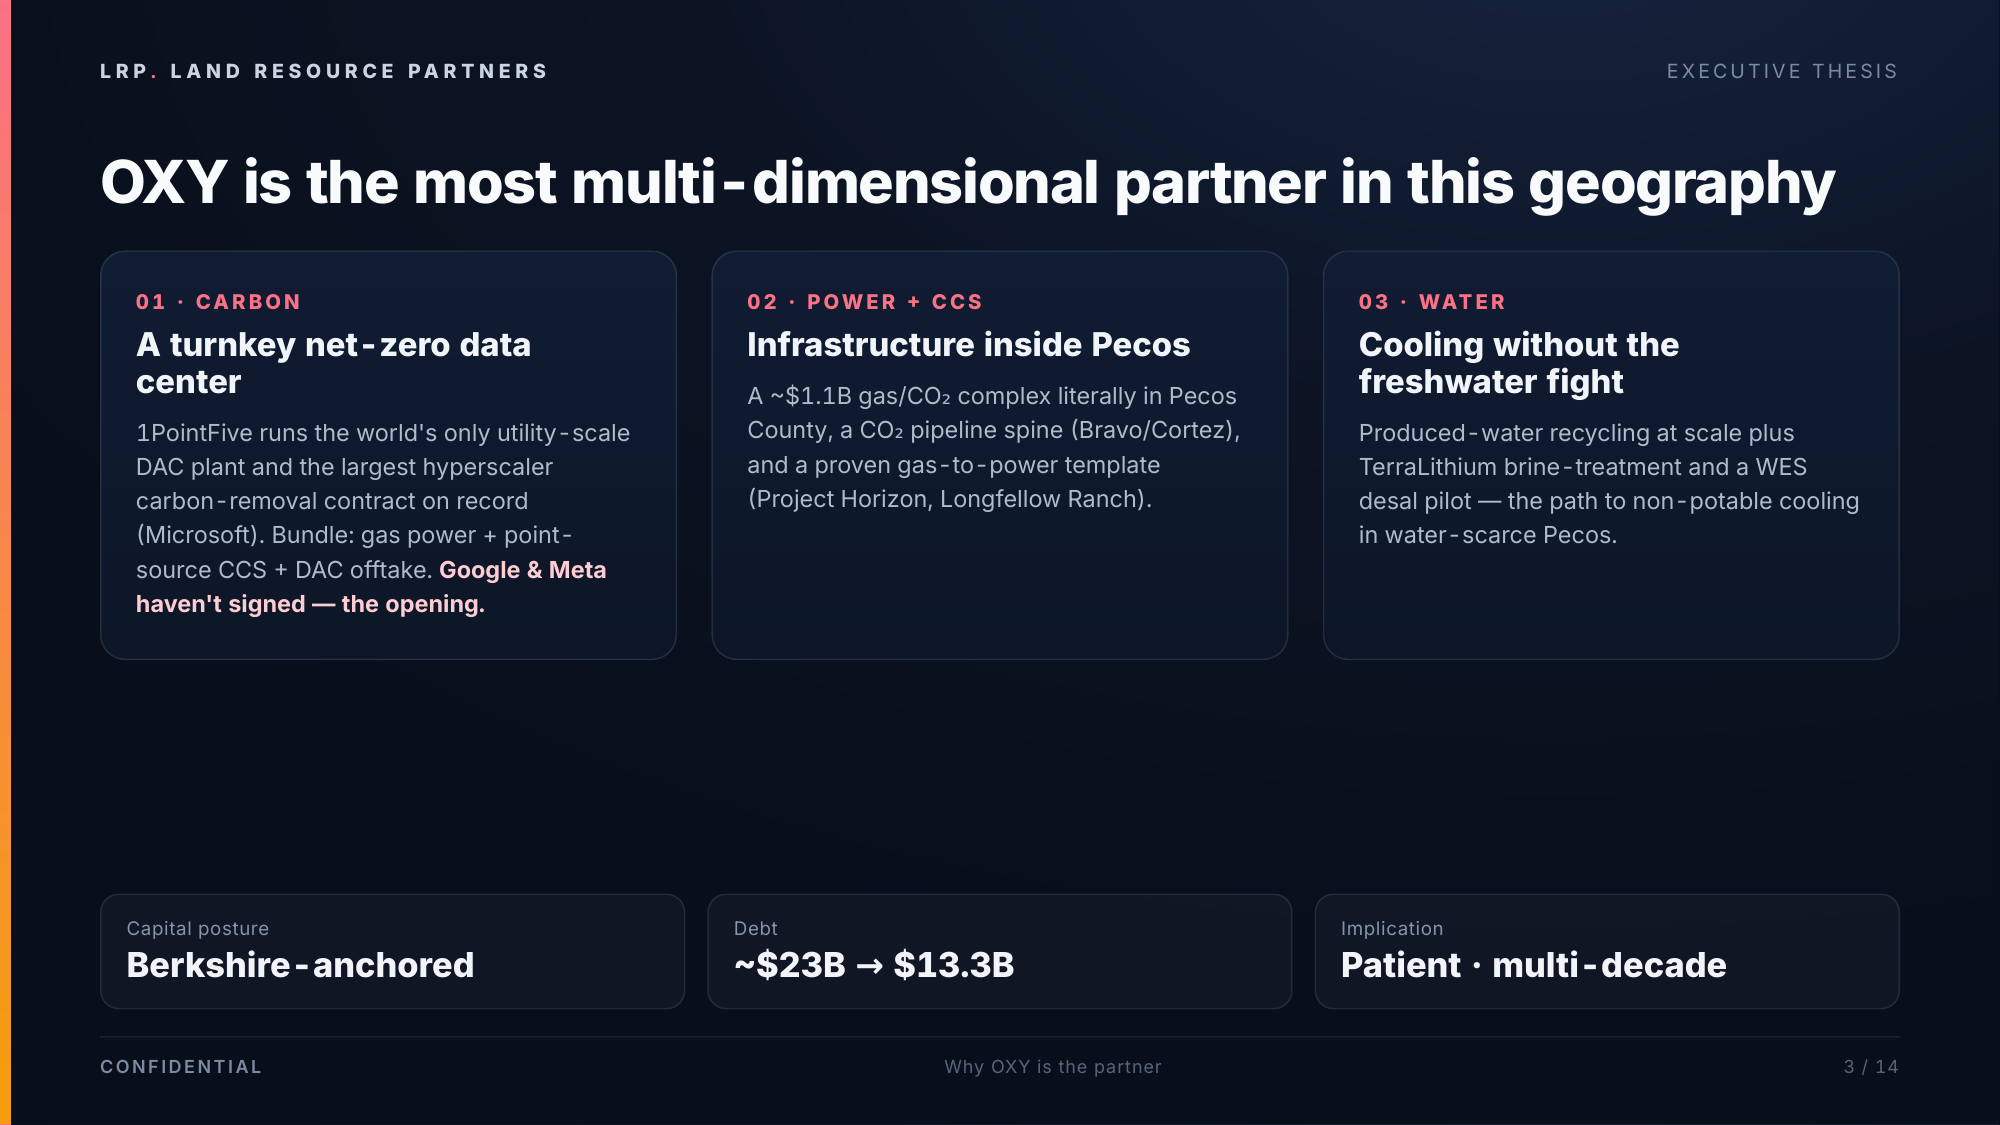 LRP. LAND RESOURCE PARTNERS
EXECUTIVE THESIS
OXY is the most multi-dimensional partner in this geography
01 · CARBON
A turnkey net-zero data
center
1PointFive runs the world's only utility-scale
DAC plant and the largest hyperscaler
carbon-removal contract on record
(Microsoft). Bundle: gas power + point-
source CCS + DAC offtake. Google & Meta
haven't signed — the opening.
02 · POWER + CCS
Infrastructure inside Pecos
A ~$1.1B gas/CO₂ complex literally in Pecos
County, a CO₂ pipeline spine (Bravo/Cortez),
and a proven gas-to-power template
(Project Horizon, Longfellow Ranch).
03 · WATER
Cooling without the
freshwater fight
Produced-water recycling at scale plus
TerraLithium brine-treatment and a WES
desal pilot — the path to non-potable cooling
in water-scarce Pecos.
Capital posture
Berkshire-anchored
Debt
~$23B → $13.3B
Implication
Patient · multi-decade
CONFIDENTIAL
Why OXY is the partner
3 / 14